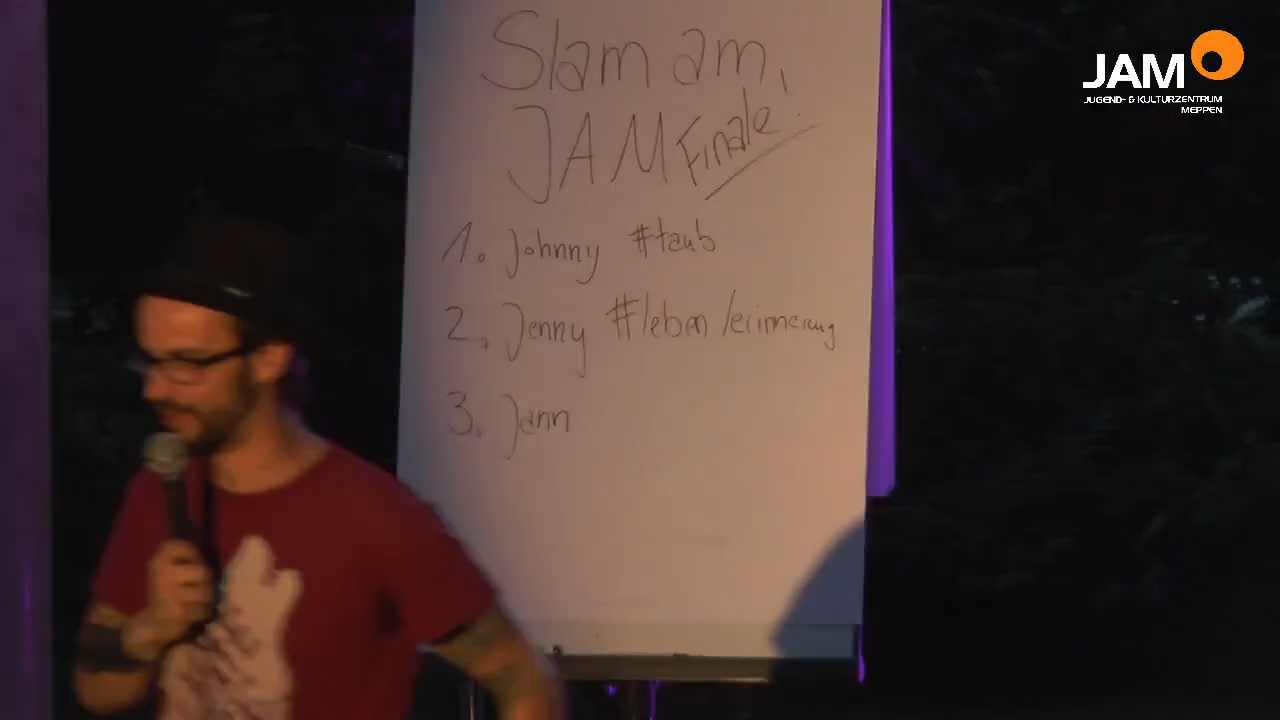 Slam am
JAM Finale!
1. Johnny #taub
2. Jenny #leben/erinnerung
3. Jann
JAM
JUGEND- & KULTURZENTRUM
MEPPEN